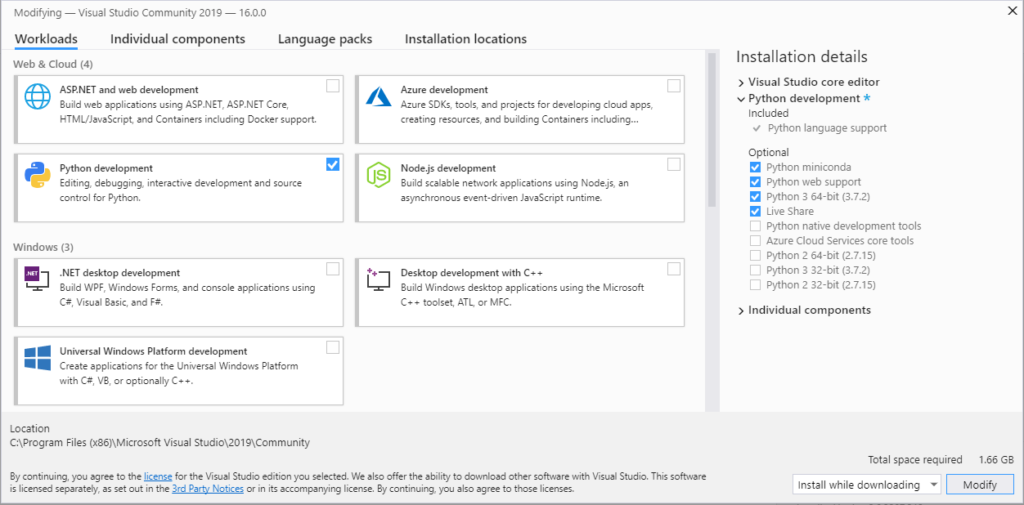 Modifying — Visual Studio Community 2019 — 16.0.0
Workloads
Individual components
Language packs
Installation locations
Web & Cloud (4)
ASP.NET and web development
Build web applications using ASP.NET, ASP.NET Core,
HTML/JavaScript, and Containers including Docker support.
Azure development
Azure SDKs, tools, and projects for developing cloud apps,
creating resources, and building Containers including...
Python development
Editing, debugging, interactive development and source
control for Python.
JS
Node.js development
Build scalable network applications using Node.js, an
asynchronous event-driven JavaScript runtime.
Windows (3)
.NET
.NET desktop development
Build WPF, Windows Forms, and console applications using
C#, Visual Basic, and F#.
Desktop development with C++
Build Windows desktop applications using the Microsoft
C++ toolset, ATL, or MFC.
Universal Windows Platform development
Create applications for the Universal Windows Platform
with C#, VB, or optionally C++.
Installation details
Visual Studio core editor
Python development *
Included
Python language support
Optional
Python miniconda
Python web support
Python 3 64-bit (3.7.2)
Live Share
Python native development tools
Azure Cloud Services core tools
Python 2 64-bit (2.7.15)
Python 3 32-bit (3.7.2)
Python 2 32-bit (2.7.15)
Individual components
Location
C:\Program Files (x86)\Microsoft Visual Studio\2019\Community
Total space required 1.66 GB
By continuing, you agree to the license for the Visual Studio edition you selected. We also offer the ability to download other software with Visual Studio. This software
is licensed separately, as set out in the 3rd Party Notices or in its accompanying license. By continuing, you also agree to those licenses.
Install while downloading
Modify